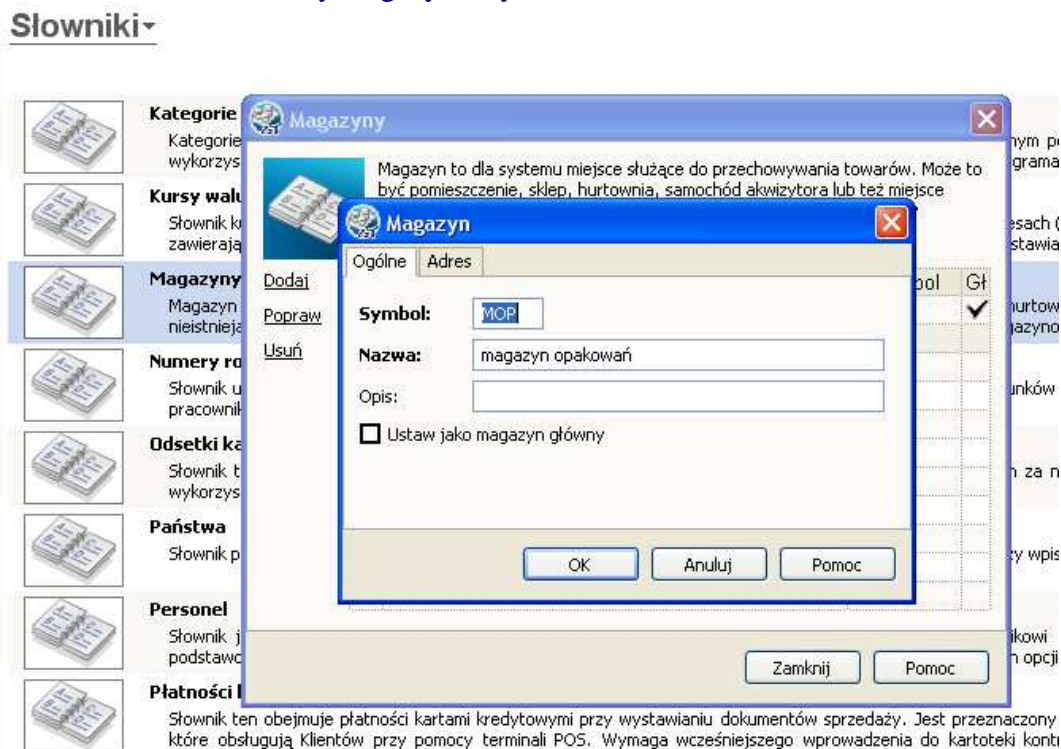 Słowniki
Kategorie
Kategorie
wykorzys
Kursy walu
Słownik
zawierają
Magazyny
Magazyn
nieistnieja
Numery ro
Słownik u
pracownik
Odsetki ka
Słownik t
wykorzys
Państwa
Słownik p
Personel
Słownik j
podstawo
Płatności
Słownik ten obejmuje płatności kartami kredytowymi przy wystawianiu dokumentów sprzedaży. Jest przeznaczony
które obsługują Klientów przy pomocy terminali POS. Wymaga wcześniejszego wprowadzenia do kartoteki kont
Magazyny
Magazyn to dla systemu miejsce służące do przechowywania towarów. Może to
być pomieszczenie, sklep, hurtownia, samochód akwizytora lub też miejsce
Dodaj
Popraw
Usuń
bol Gł
Zamknij Pomoc
Magazyn
Ogólne Adres
Symbol: MOP
Nazwa: magazyn opakowań
Opis:
Ustaw jako magazyn główny
OK Anuluj Pomoc
nym
grama
esach
stawia
urtow
azyno
unków
za
y wpis
ikowi
opcji